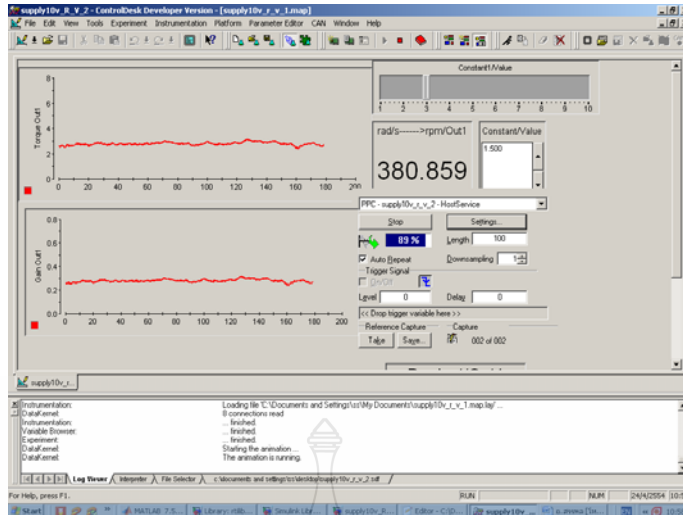 supply10v_R_V_2 - ControlDesk Developer Version - [supply10v_r_v_1.map]
File Edit View Tools Experiment Instrumentation Platform Parameter Editor CAN Window Help
Constant1/Value
1 2 3 4 5 6 7 8 9 10
Torque Out1
8
6
4
2
0
0 20 40 60 80 100 120 140 160 180 200
rad/s------>rpm/Out1
380.859
Constant/Value
1.500
PPC - supply10v_r_v_2 - HostService
Stop Settings...
89 % Length 100
Auto Repeat Downsampling 1
Trigger Signal
On/Off
Level 0 Delay 0
<< Drop trigger variable here >>
Reference Capture Capture
Take Save... 002 of 002
Gain Out1
0.8
0.6
0.4
0.2
0.0
0 20 40 60 80 100 120 140 160 180 200
supply10v_r...
Instrumentation: Loading file 'C:\Documents and Settings\ss\My Documents\supply10v_r_v_1.map.lay' ...
DataKernel: 8 connections read
Instrumentation: ... finished.
Variable Browser: ... finished.
Experiment: ... finished.
DataKernel: Starting the animation ...
DataKernel: The animation is running.
Log Viewer Interpreter File Selector c:\documents and settings\ss\desktop\supply10v_r_v_2.sdf
For Help, press F1. RUN NUM 24/4/2554
Start MATLAB 7.5... Library: rtilib... Simulink Libr... supply10v_R... Editor - C:\D... supply10v ...